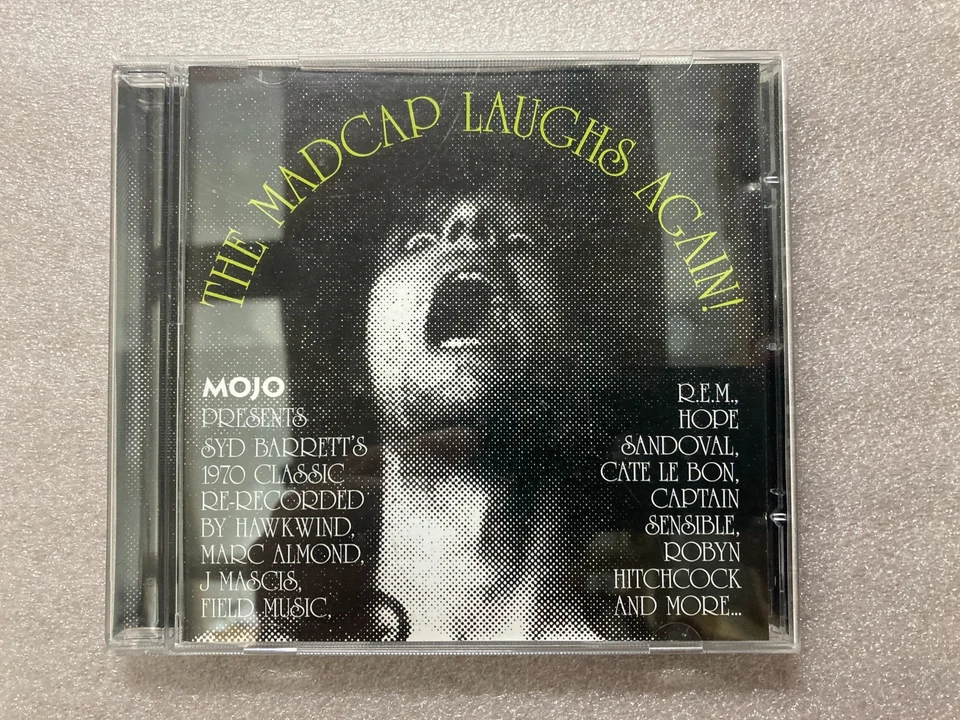 THE MADCAP LAUGHS AGAIN!
MOJO
PRESENTS
SYD BARRETT'S
1970 CLASSIC
RE-RECORDED
BY HAWKWIND,
MARC ALMOND,
J MASCIS,
FIELD MUSIC,
R.E.M.,
HOPE
SANDOVAL,
CATE LE BON,
CAPTAIN
SENSIBLE,
ROBYN
HITCHCOCK
AND MORE...